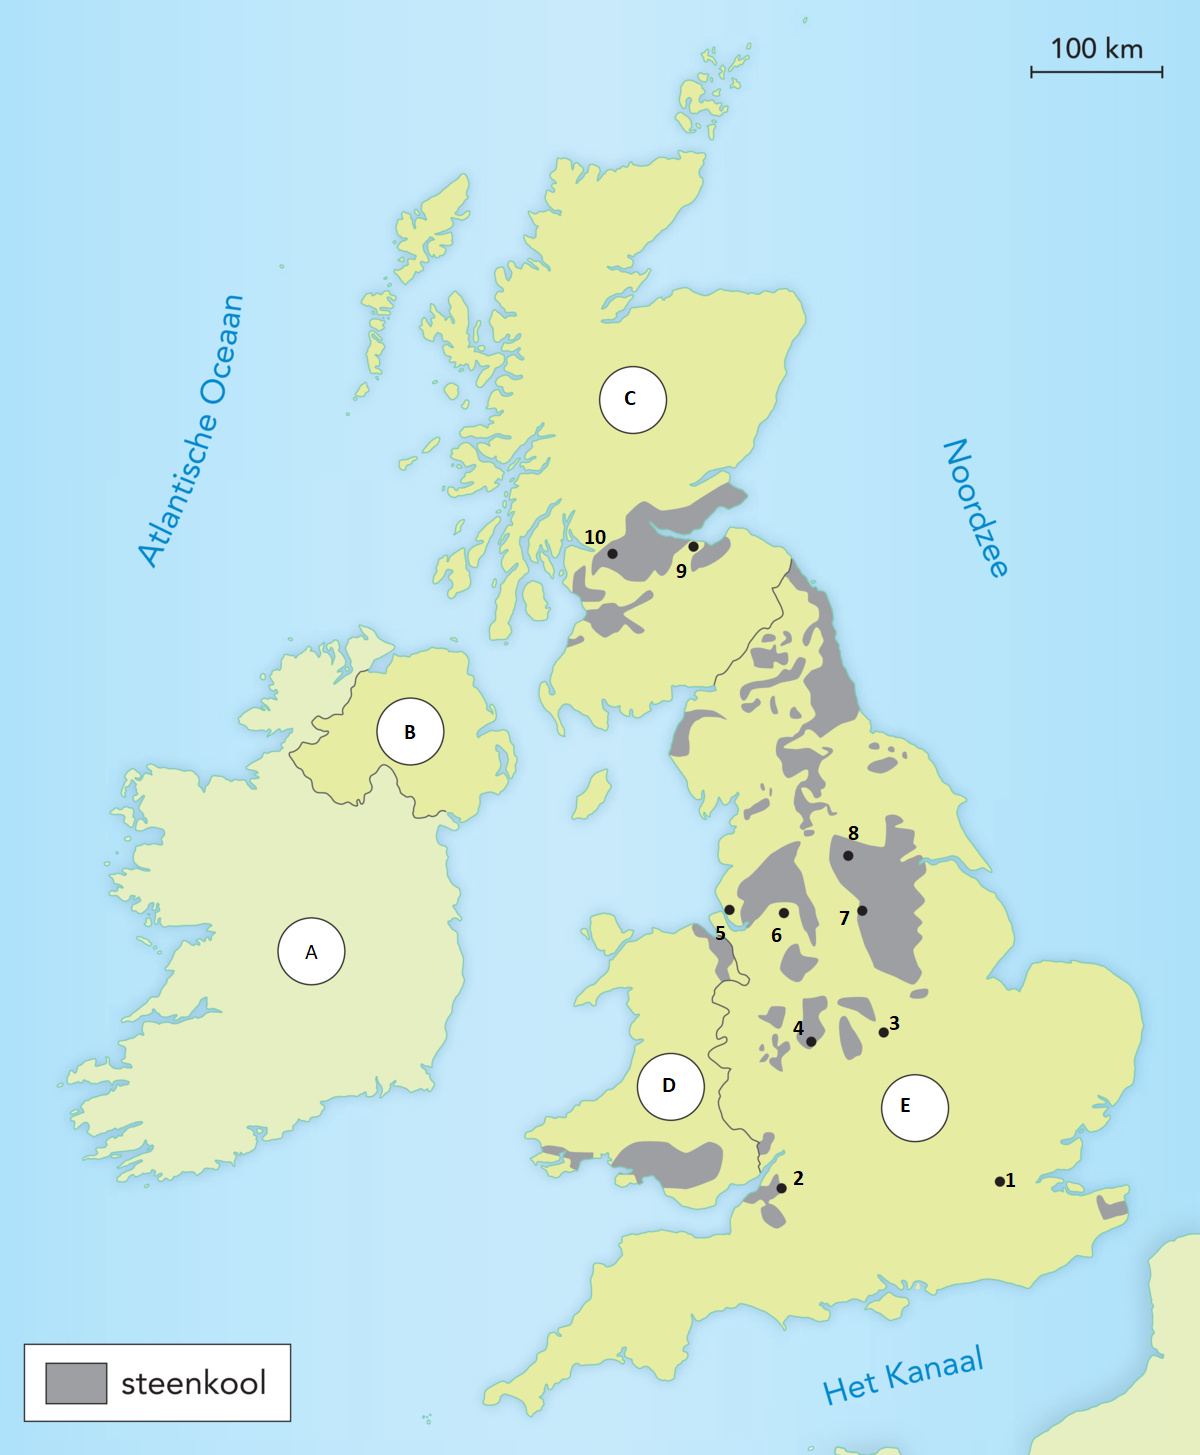 100 km
Atlantische Oceaan
C
Noordzee
10
9
B
8
5
6
7
A
4
3
D
E
2
1
steenkool
Het Kanaal